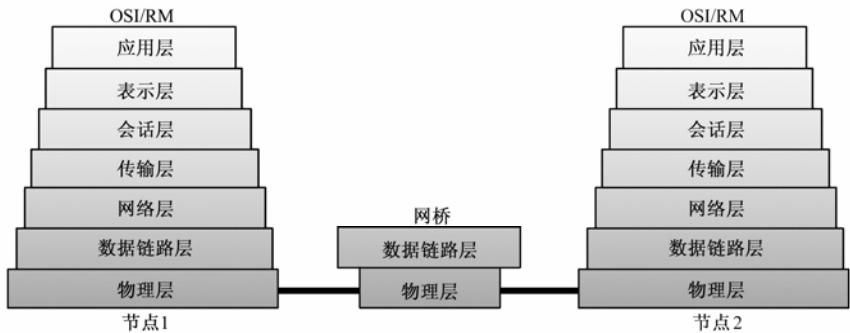 OSI/RM
应用层
表示层
会话层
传输层
网络层
数据链路层
物理层
节点1
网桥
数据链路层
物理层
OSI/RM
应用层
表示层
会话层
传输层
网络层
数据链路层
物理层
节点2